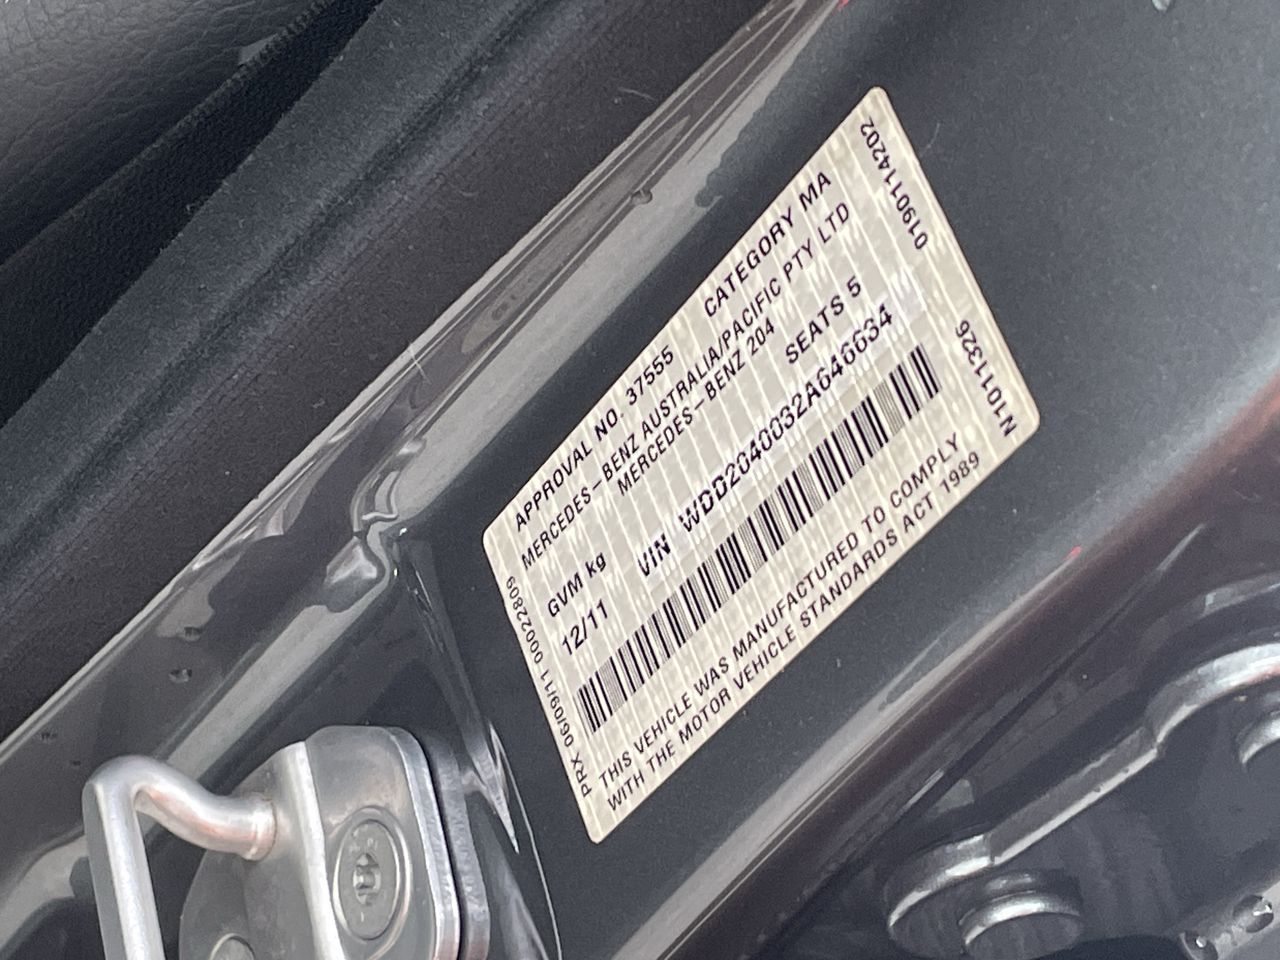 APPROVAL NO. 37555 CATEGORY MA
MERCEDES-BENZ AUSTRALIA/PACIFIC PTY LTD
MERCEDES-BENZ 204
GVM kg SEATS 5
12/11 VIN WDD2040032A646634
THIS VEHICLE WAS MANUFACTURED TO COMPLY
WITH THE MOTOR VEHICLE STANDARDS ACT 1989
PRX 06/09/11 00022809
0190114202
N1011326